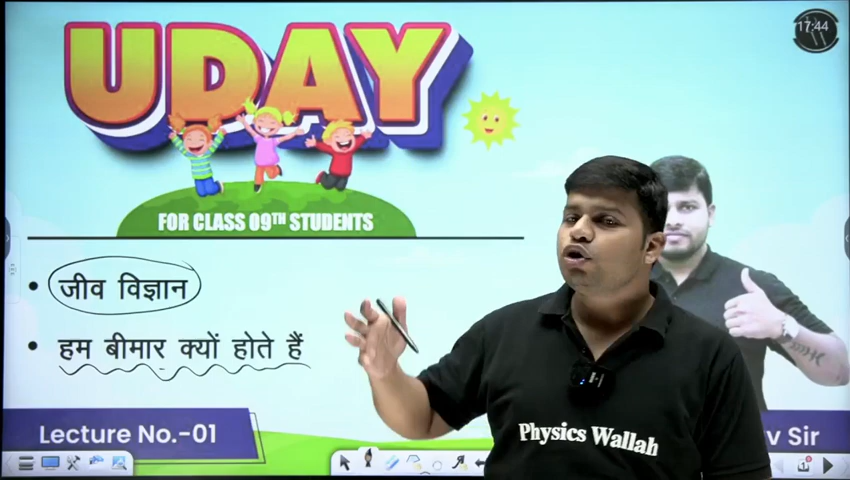 17:44
UDAY
FOR CLASS 09TH STUDENTS
• जीव विज्ञान
• हम बीमार क्यों होते हैं
Physics Wallah
Lecture No.-01
Sir